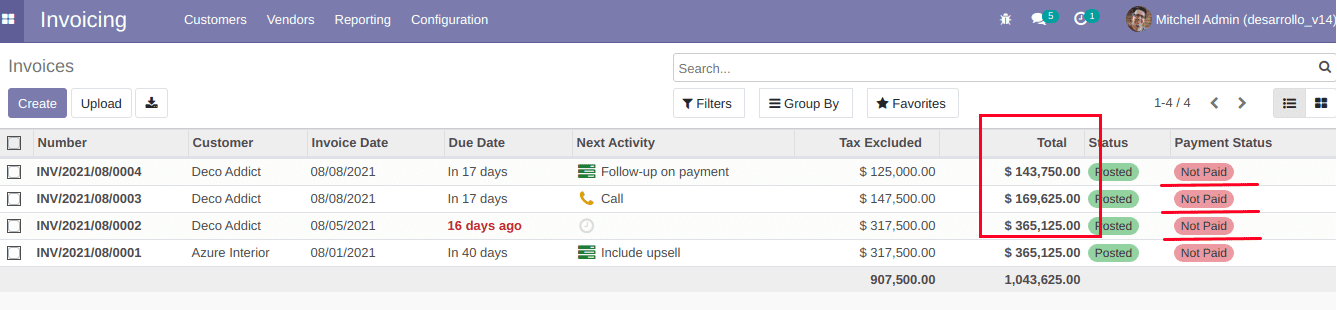 Invoicing Customers Vendors Reporting Configuration 5 1 Mitchell Admin (desarrollo_v14)
Invoices Search...
Create Upload Filters Group By Favorites 1-4 / 4
Number Customer Invoice Date Due Date Next Activity Tax Excluded Total Status Payment Status
INV/2021/08/0004 Deco Addict 08/08/2021 In 17 days Follow-up on payment $ 125,000.00 $ 143,750.00 Posted Not Paid
INV/2021/08/0003 Deco Addict 08/08/2021 In 17 days Call $ 147,500.00 $ 169,625.00 Posted Not Paid
INV/2021/08/0002 Deco Addict 08/05/2021 16 days ago $ 317,500.00 $ 365,125.00 Posted Not Paid
INV/2021/08/0001 Azure Interior 08/01/2021 In 40 days Include upsell $ 317,500.00 $ 365,125.00 Posted Not Paid
907,500.00 1,043,625.00